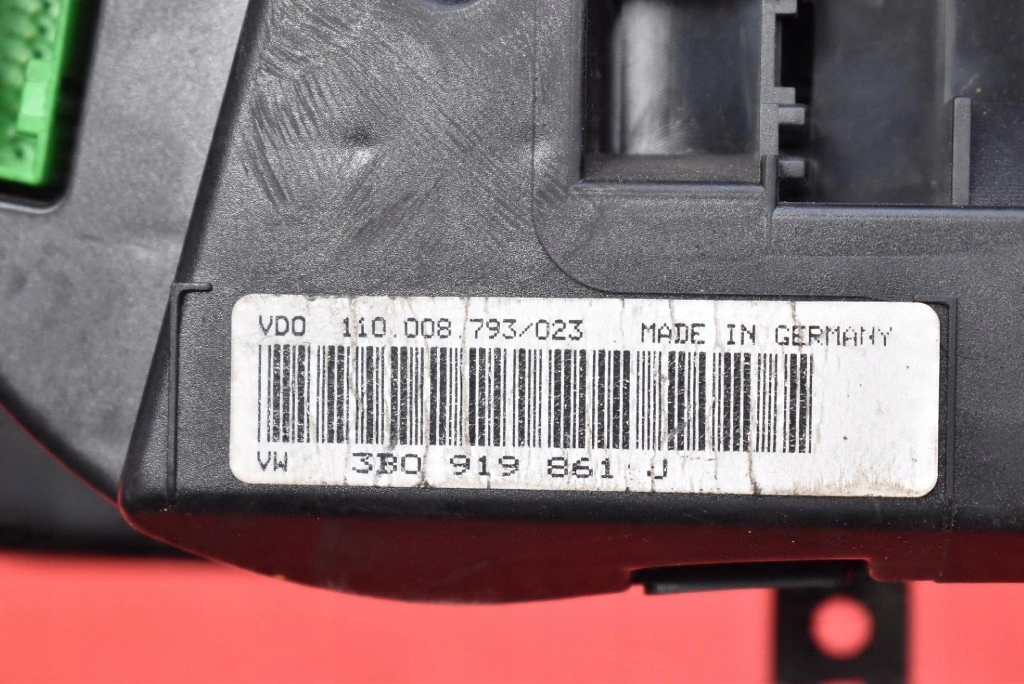 VDO 110.008.793/023 MADE IN GERMANY
VW 3B0 919 861 J